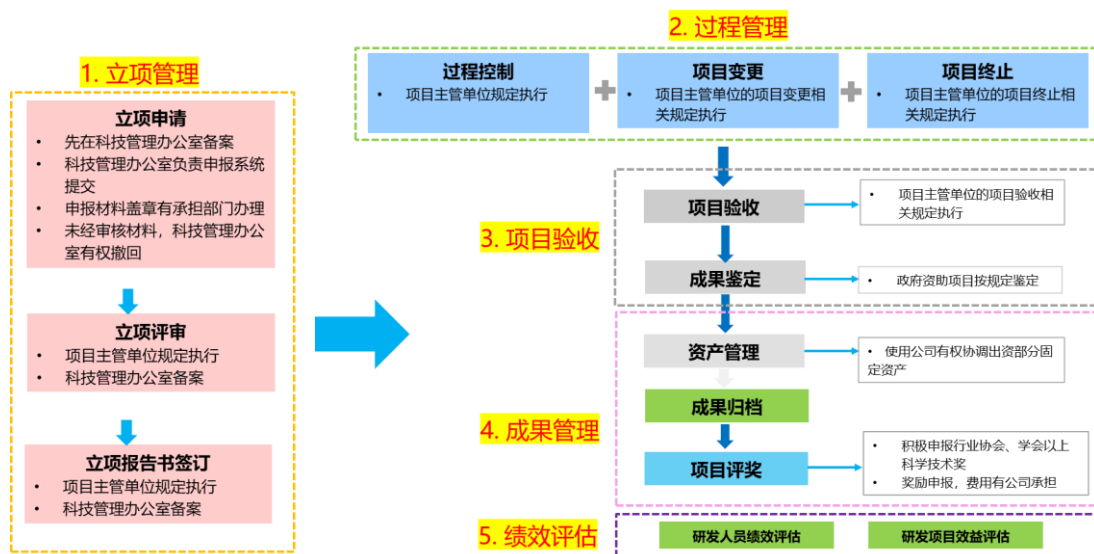 1. 立项管理
立项申请
• 先在科技管理办公室备案
• 科技管理办公室负责申报系统
提交
• 申报材料盖章有承担部门办理
• 未经审核材料，科技管理办公
室有权撤回
立项评审
• 项目主管单位规定执行
• 科技管理办公室备案
立项报告书签订
• 项目主管单位规定执行
• 科技管理办公室备案
2. 过程管理
过程控制
• 项目主管单位规定执行
项目变更
• 项目主管单位的项目变更相
关规定执行
项目终止
• 项目主管单位的项目终止相
关规定执行
3. 项目验收
项目验收
• 项目主管单位的项目验收相
关规定执行
成果鉴定
• 政府资助项目按规定鉴定
4. 成果管理
资产管理
• 使用公司有权协调出资部分固
定资产
成果归档
项目评奖
• 积极申报行业协会、学会以上
科学技术奖
• 奖励申报，费用有公司承担
5. 绩效评估
研发人员绩效评估
研发项目效益评估